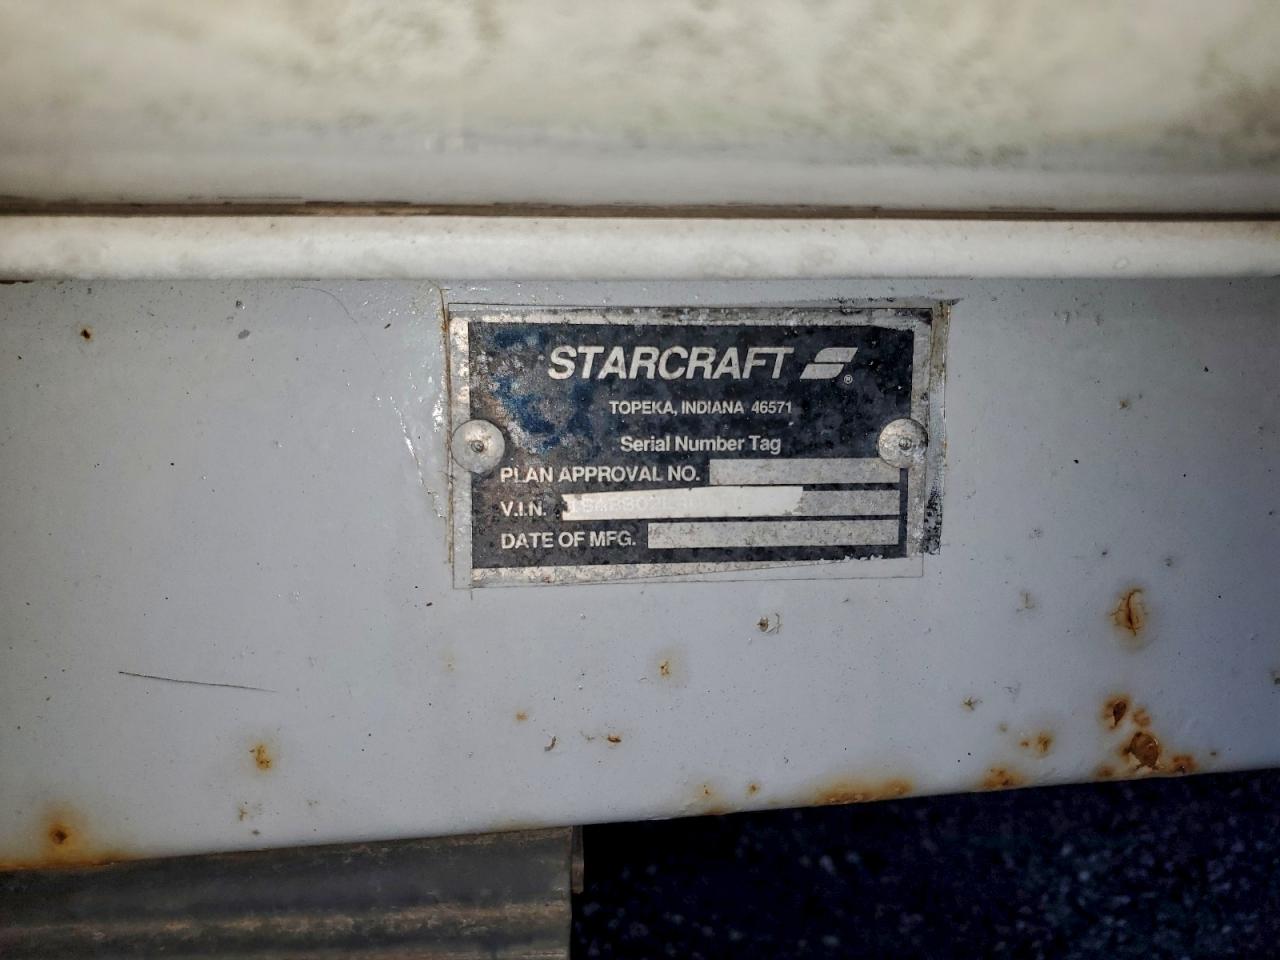 STARCRAFT ®
TOPEKA, INDIANA 46571
Serial Number Tag
PLAN APPROVAL NO.
V.I.N.
DATE OF MFG.